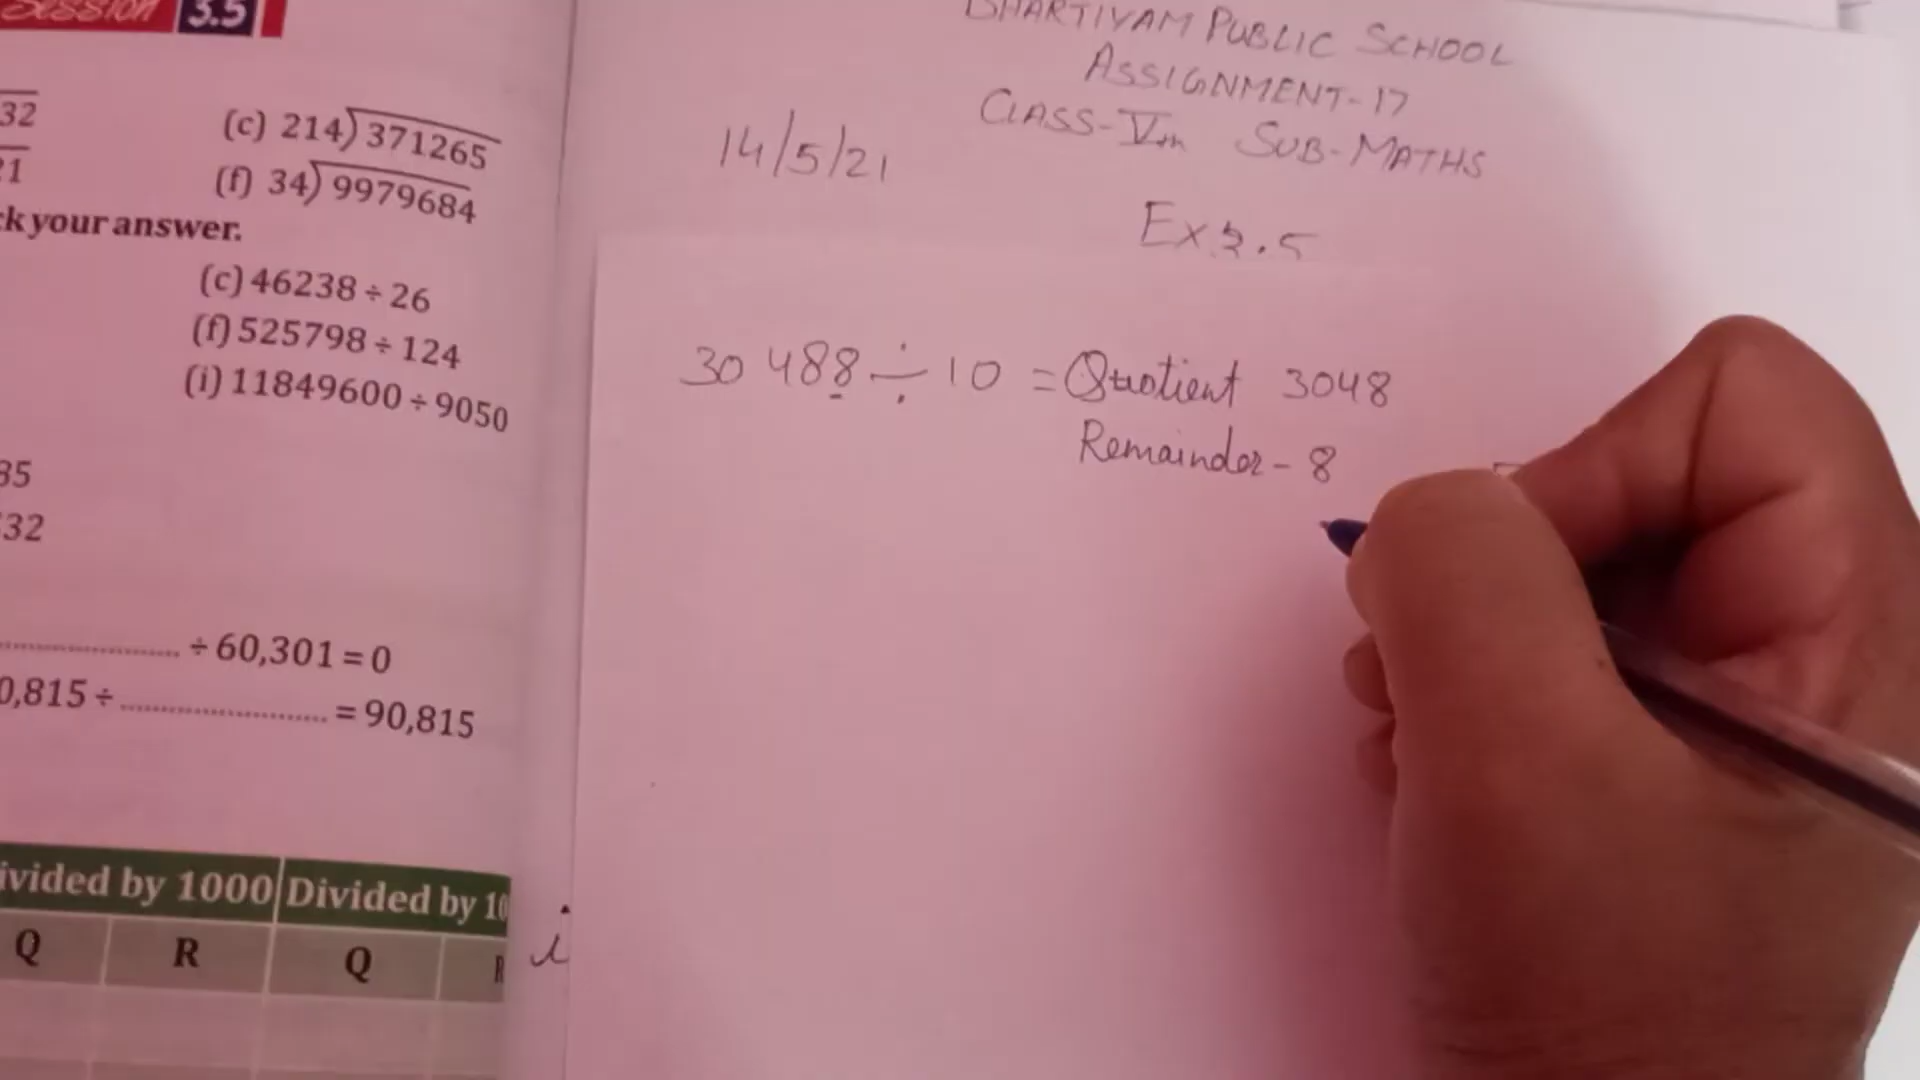 Session 3.5
32
(c) 214)371265
21
(f) 34)9979684
ck your answer.
(c) 46238 ÷ 26
(f) 525798 ÷ 124
(i) 11849600 ÷ 9050
35
32
.................... ÷ 60,301 = 0
0,815 ÷ .................... = 90,815
ivided by 1000 Divided by 10
Q R Q R
i
BHARTIYAM PUBLIC SCHOOL
ASSIGNMENT-17
CLASS-Vth SUB-MATHS
14/5/21
Ex 3.5
30488 ÷ 10 = Quotient 3048
Remainder - 8